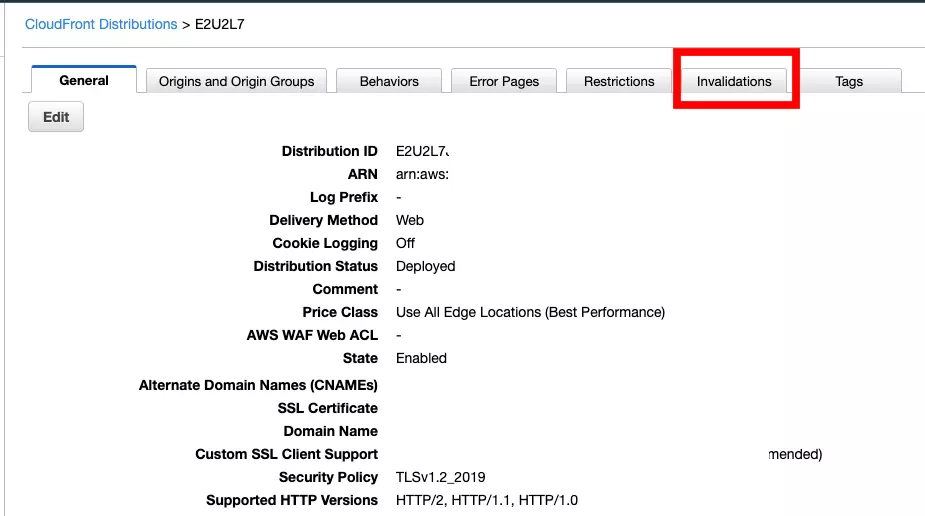 CloudFront Distributions > E2U2L7
General Origins and Origin Groups Behaviors Error Pages Restrictions Invalidations Tags
Edit
Distribution ID E2U2L7
ARN arn:aws:
Log Prefix -
Delivery Method Web
Cookie Logging Off
Distribution Status Deployed
Comment -
Price Class Use All Edge Locations (Best Performance)
AWS WAF Web ACL -
State Enabled
Alternate Domain Names (CNAMEs)
SSL Certificate
Domain Name
Custom SSL Client Support mended)
Security Policy TLSv1.2_2019
Supported HTTP Versions HTTP/2, HTTP/1.1, HTTP/1.0